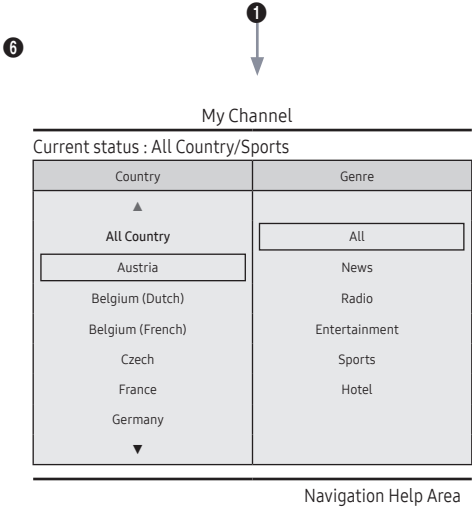 ❶
❻
My Channel
Current status : All Country/Sports
Country Genre
▲
All Country All
Austria News
Belgium (Dutch) Radio
Belgium (French) Entertainment
Czech Sports
France Hotel
Germany
▼
Navigation Help Area